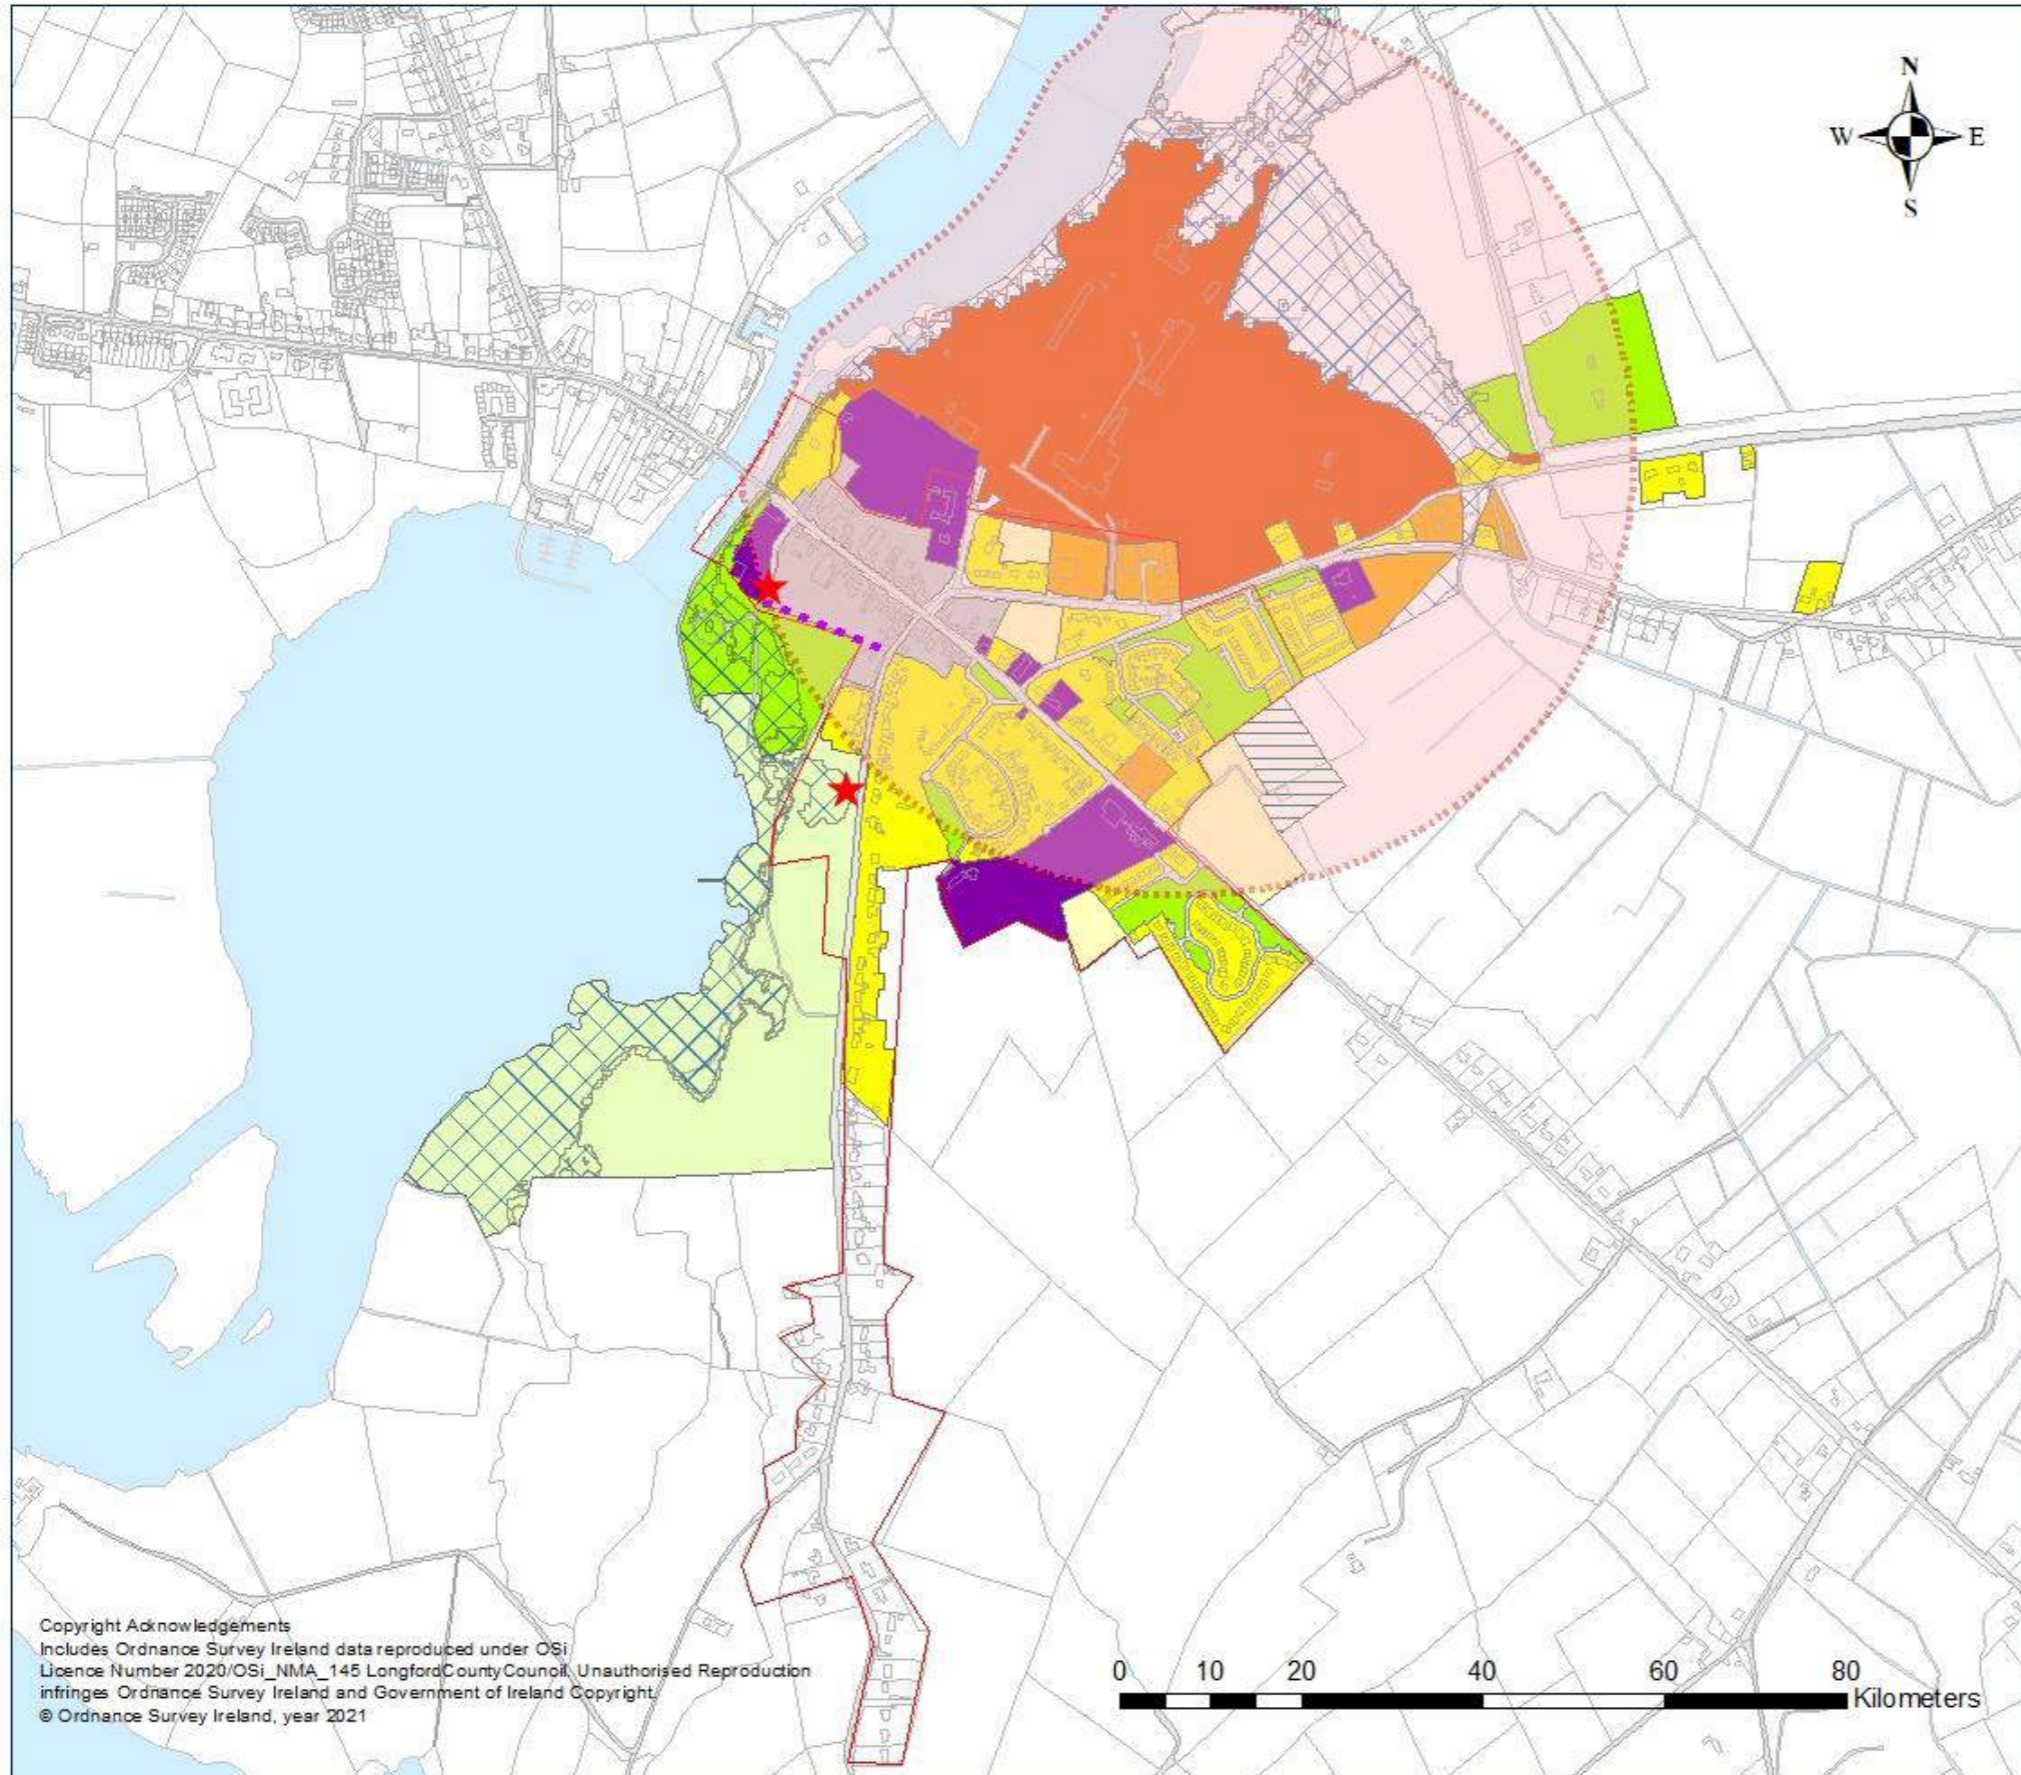 N
W E
S
Copyright Acknowledgements
Includes Ordnance Survey Ireland data reproduced under OSi
Licence Number 2020/OSi_NMA_145 Longford County Council. Unauthorised Reproduction
infringes Ordnance Survey Ireland and Government of Ireland Copyright.
© Ordnance Survey Ireland, year 2021
0 10 20 40 60 80
Kilometers